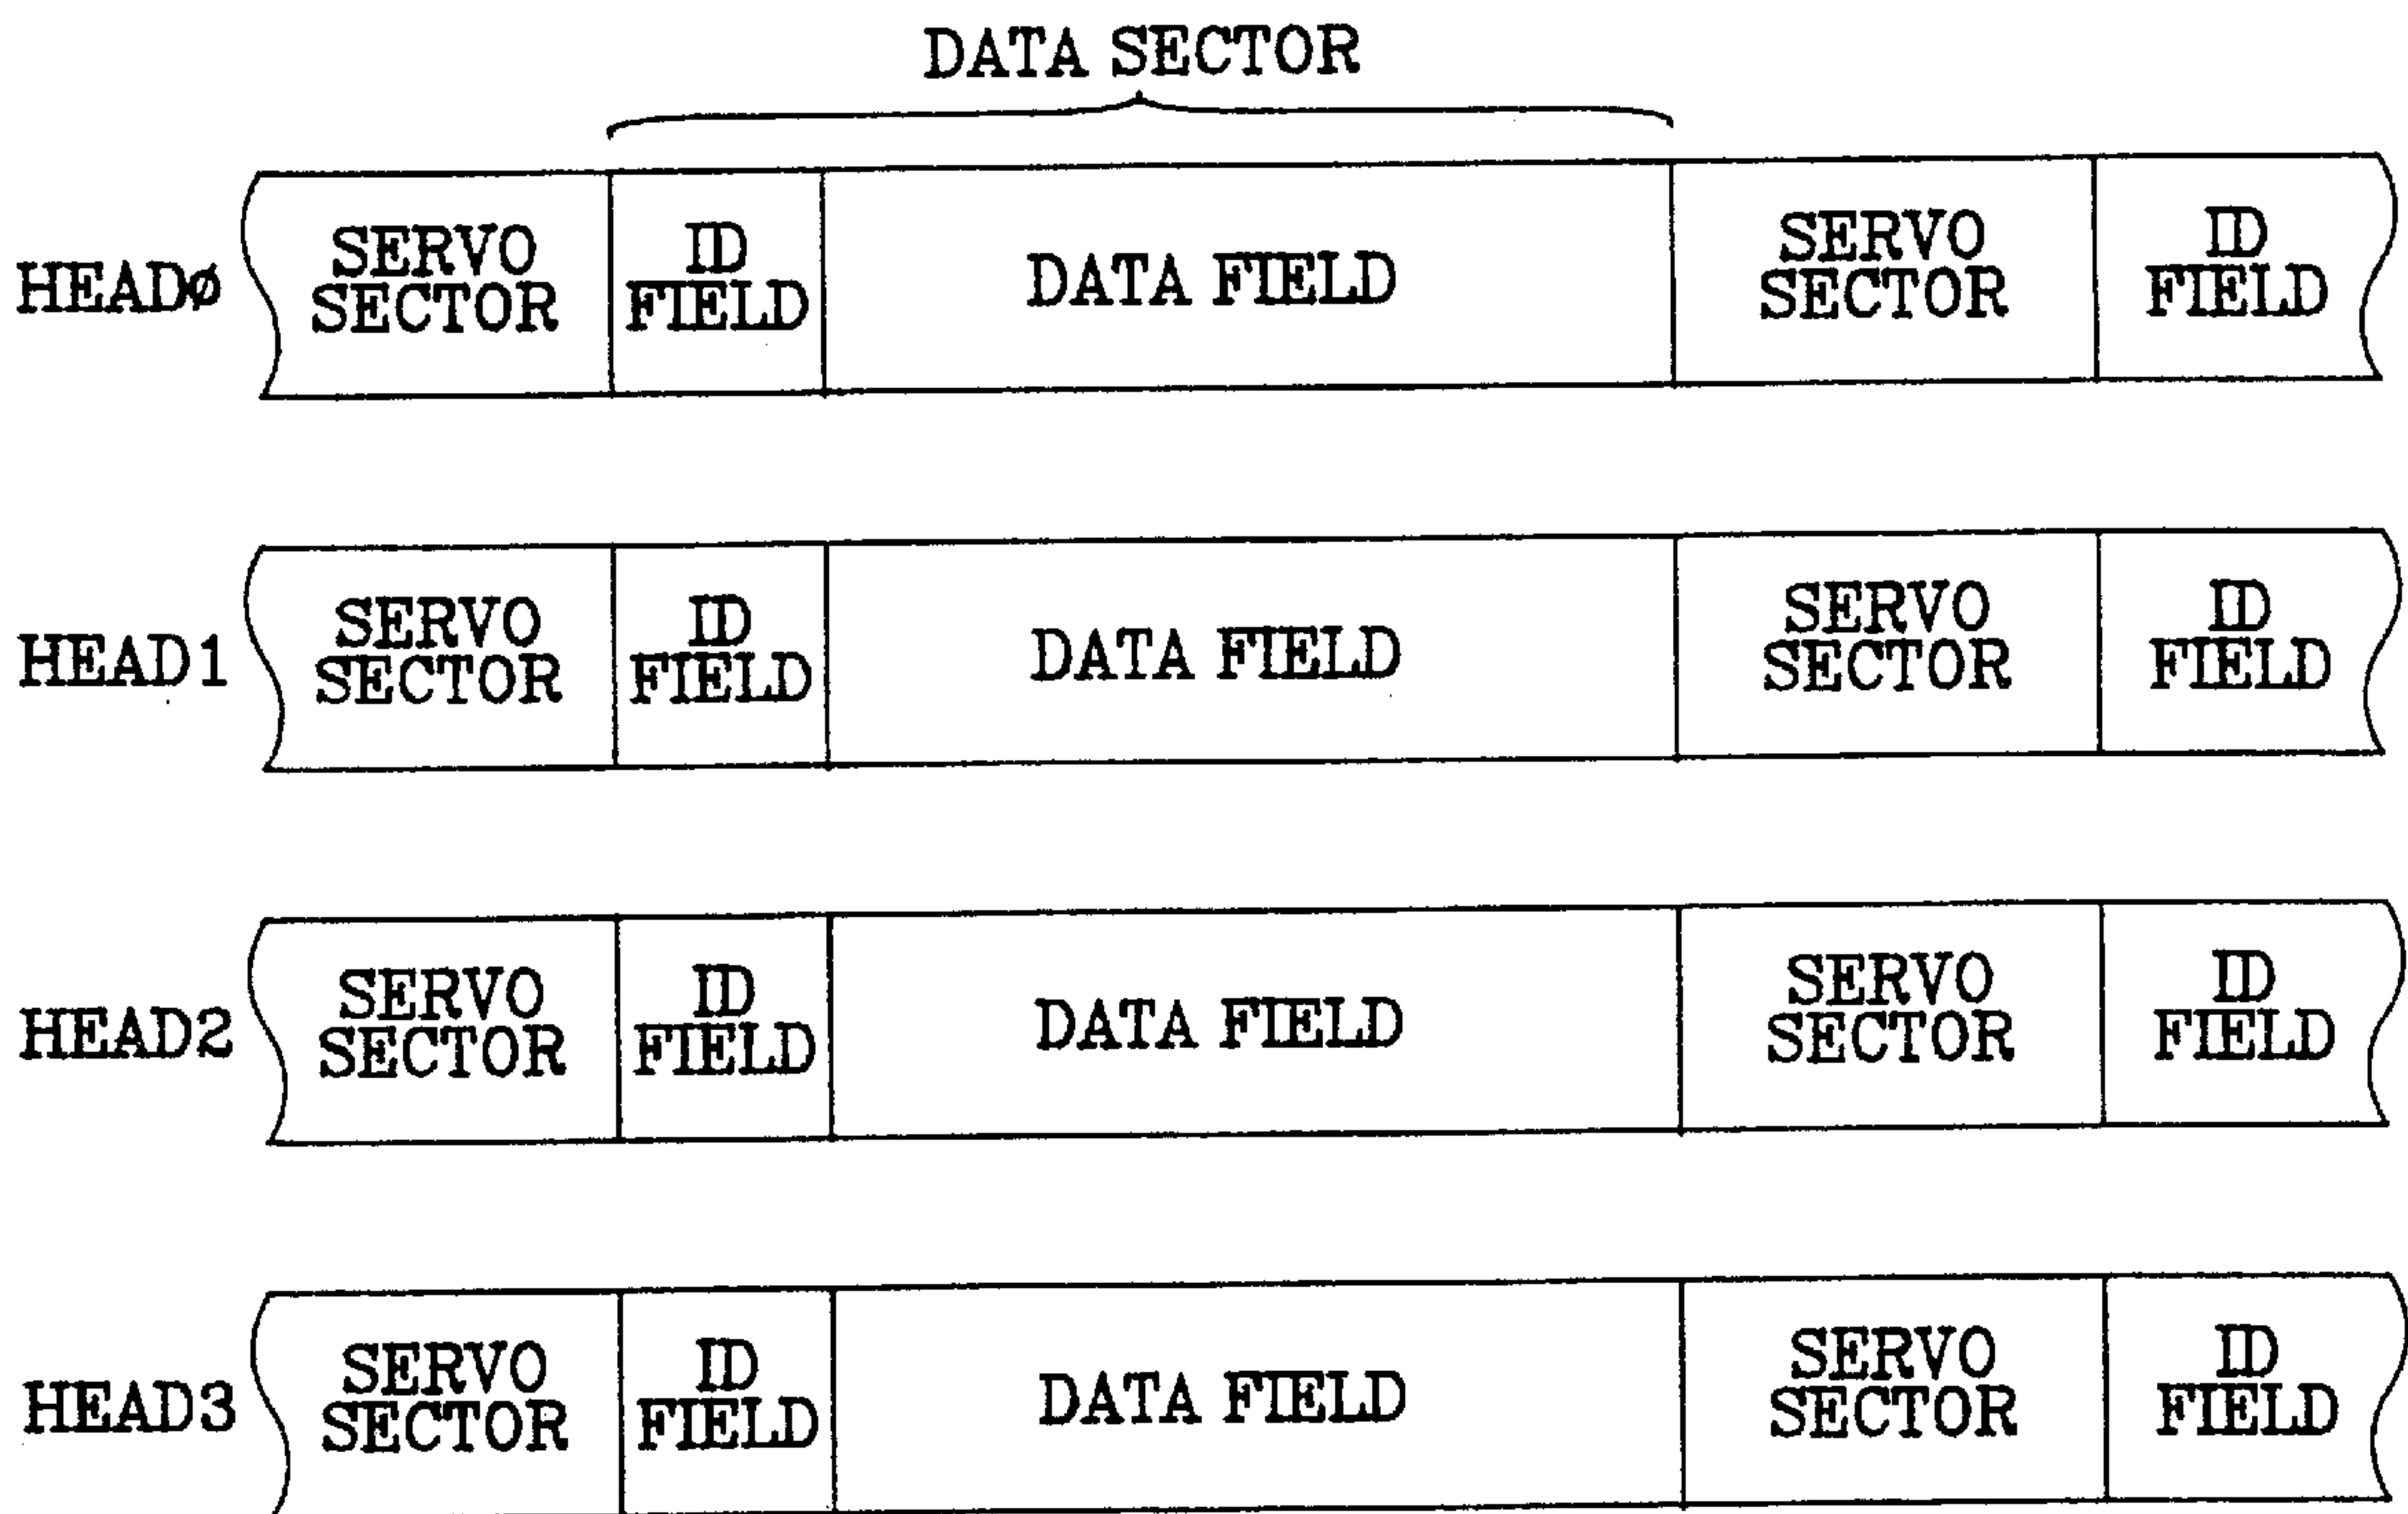 DATA SECTOR
HEADø
SERVO
SECTOR
ID
FIELD
DATA FIELD
SERVO
SECTOR
ID
FIELD
HEAD1
SERVO
SECTOR
ID
FIELD
DATA FIELD
SERVO
SECTOR
ID
FIELD
HEAD2
SERVO
SECTOR
ID
FIELD
DATA FIELD
SERVO
SECTOR
ID
FIELD
HEAD3
SERVO
SECTOR
ID
FIELD
DATA FIELD
SERVO
SECTOR
ID
FIELD